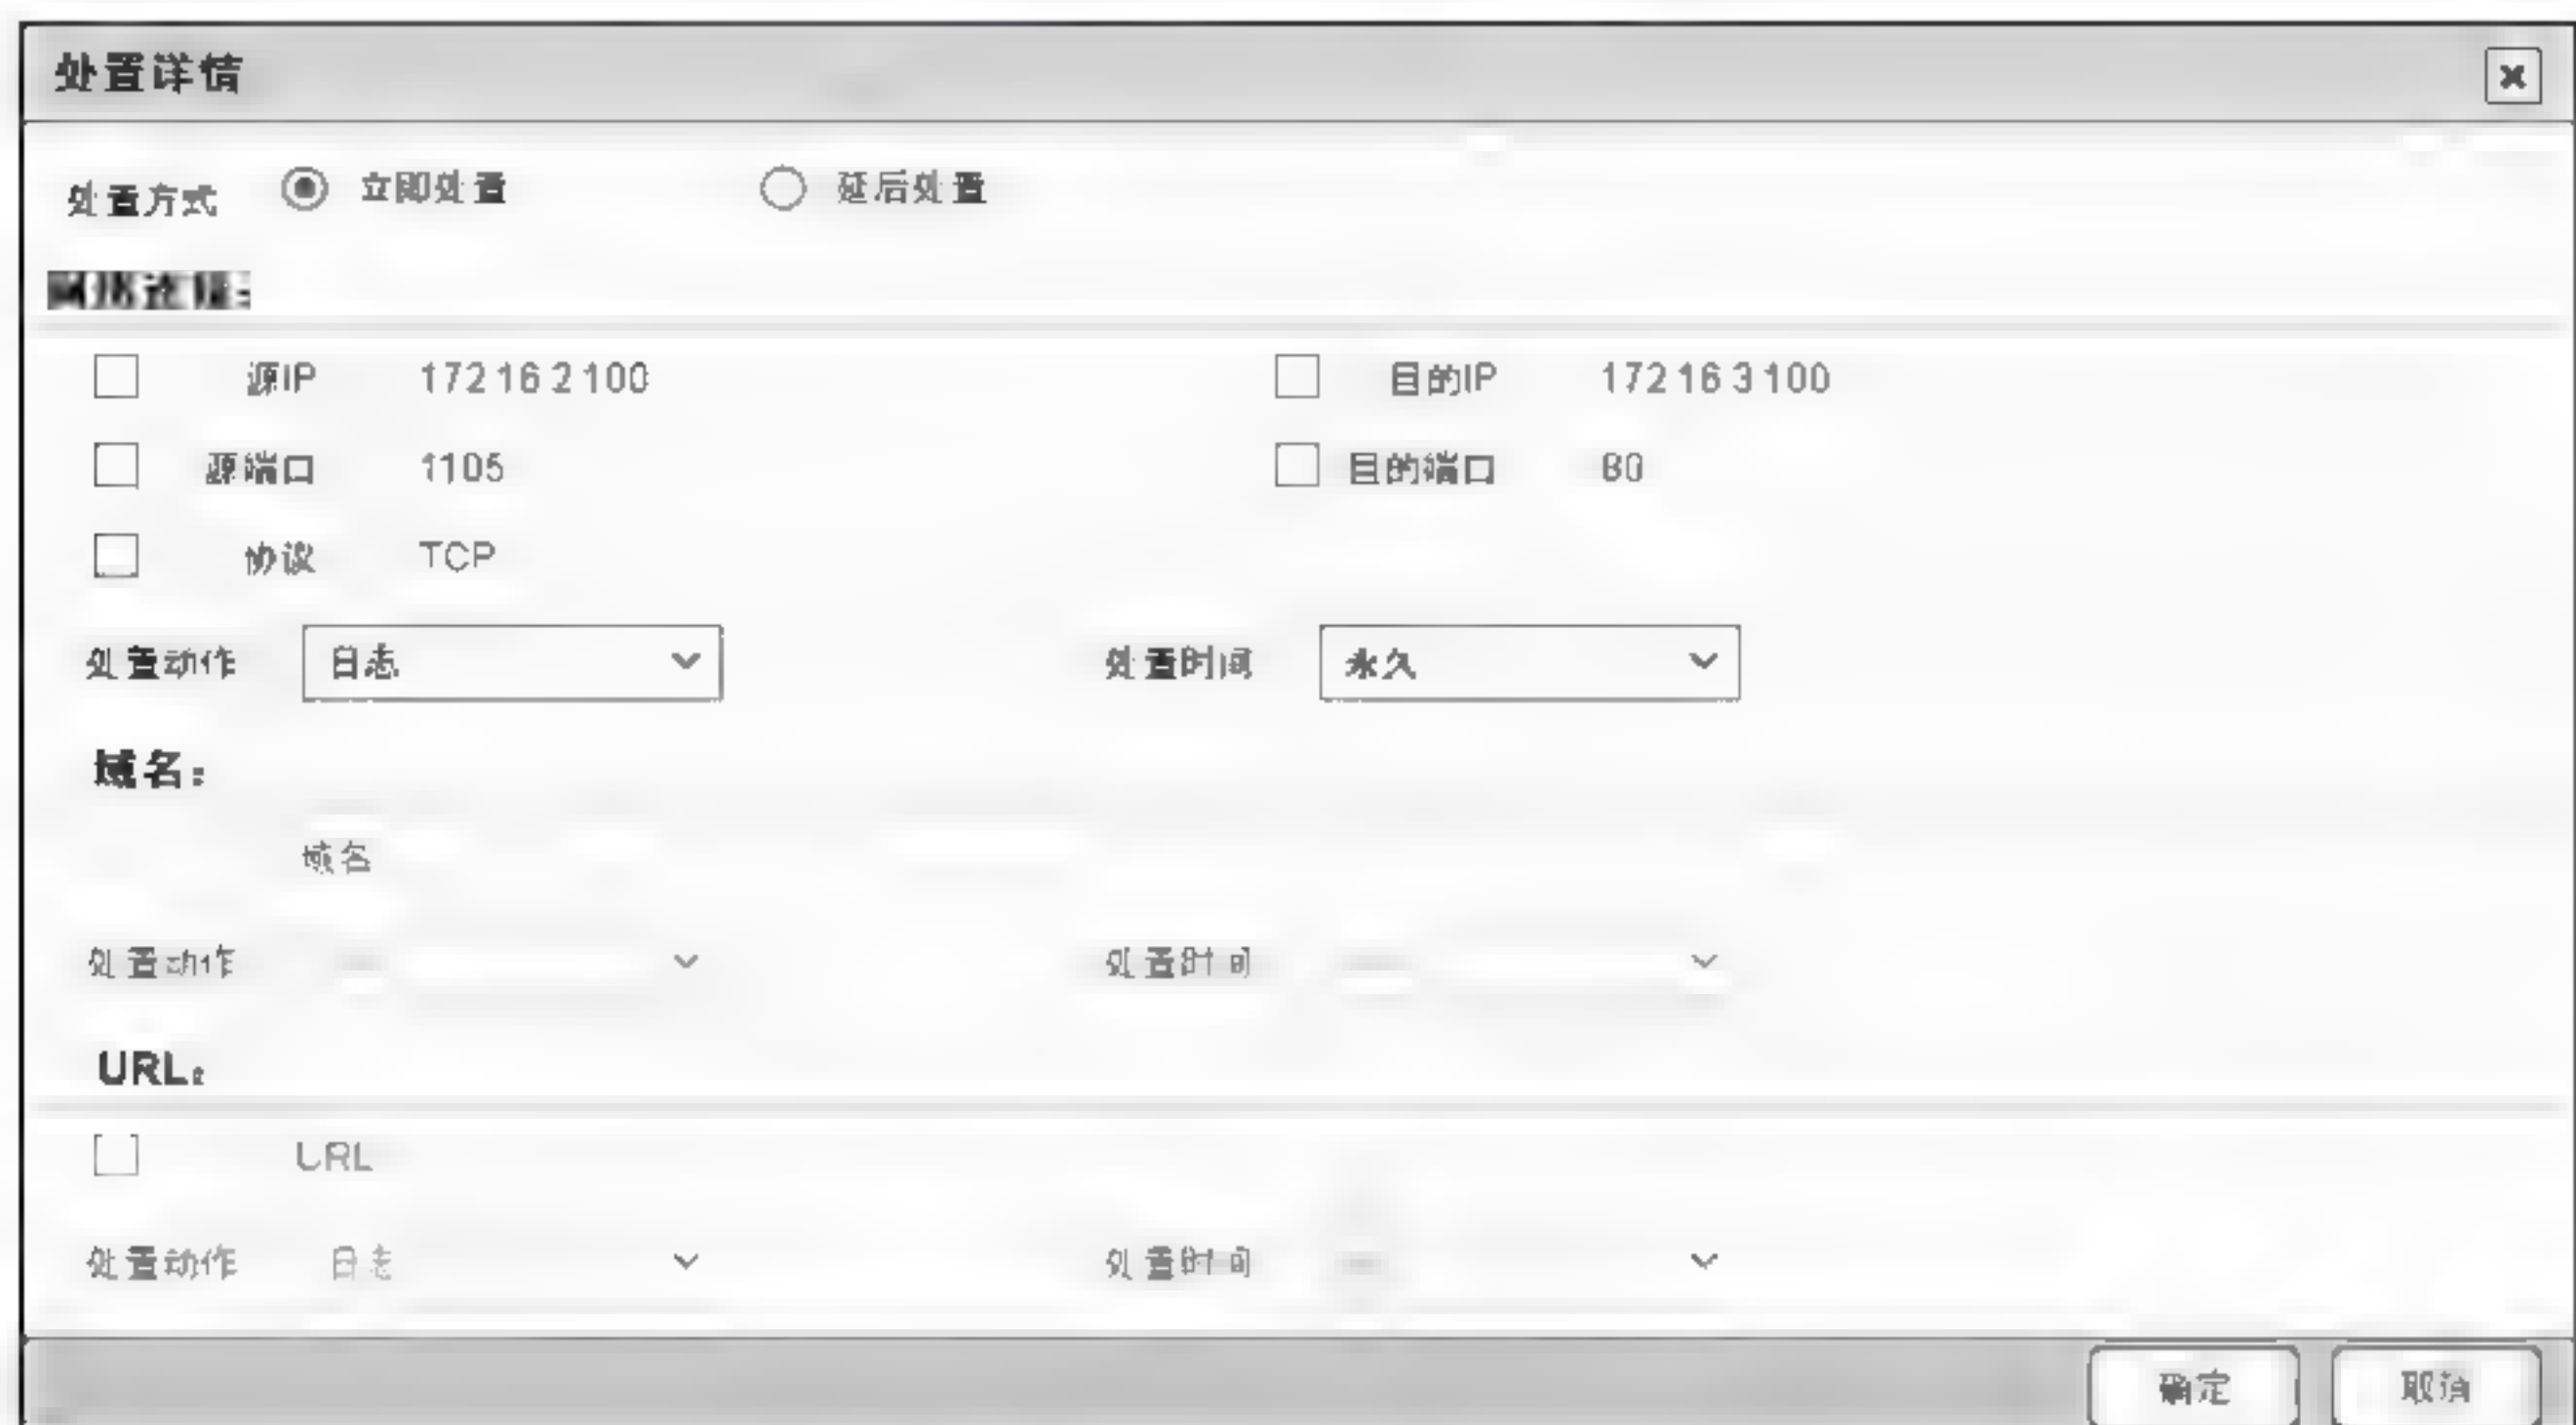 处置详情
处置方式 立即处置 延后处置
源IP 172 16 2 100 目的IP 172 16 3 100
源端口 1105 目的端口 80
协议 TCP
处置动作 日志 处置时间 永久
域名：
域名
处置动作 处置时间
URL：
URL
处置动作 日志 处置时间
确定 取消